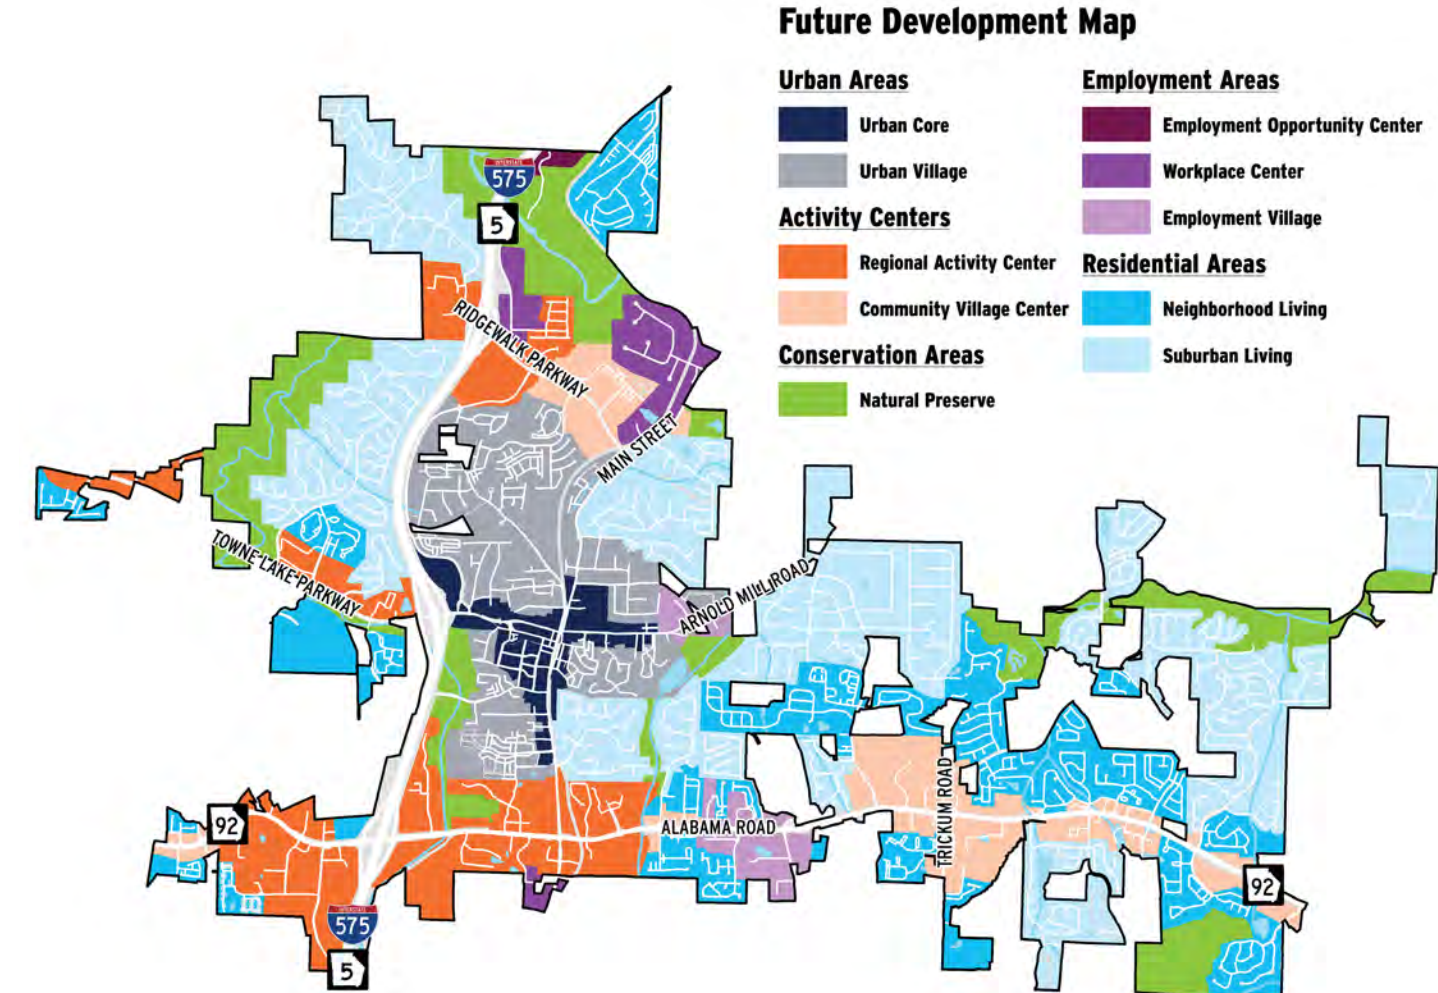 Future Development Map
Urban Areas
Urban Core
Urban Village
Activity Centers
Regional Activity Center
Community Village Center
Conservation Areas
Natural Preserve
Employment Areas
Employment Opportunity Center
Workplace Center
Employment Village
Residential Areas
Neighborhood Living
Suburban Living
INTERSTATE
575
5
RIDGEWALK PARKWAY
MAIN STREET
TOWNE LAKE PARKWAY
ARNOLD MILL ROAD
TRICKUM ROAD
ALABAMA ROAD
92
92
INTERSTATE
575
5